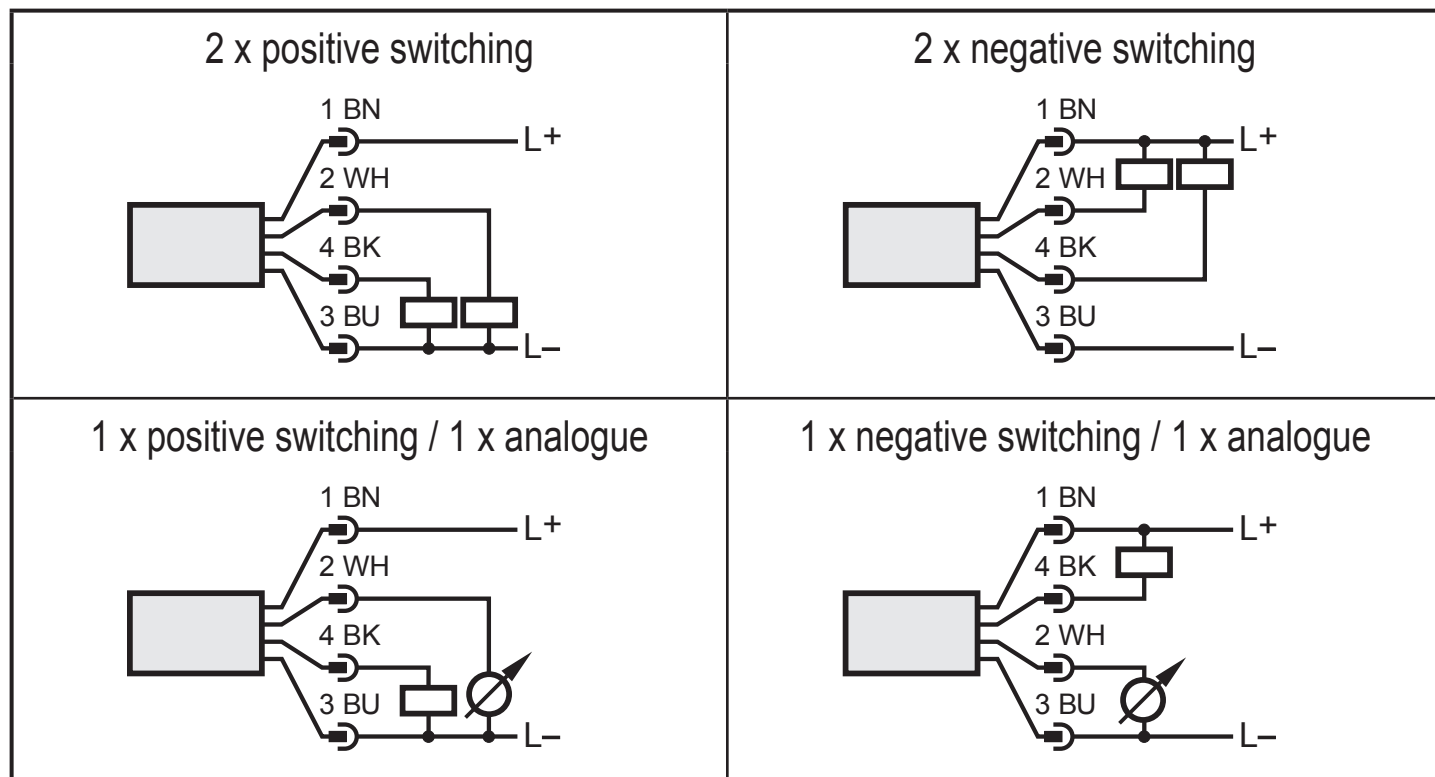 2 x positive switching
1 BN
L+
2 WH
4 BK
3 BU
L–
2 x negative switching
1 BN
L+
2 WH
4 BK
3 BU
L–
1 x positive switching / 1 x analogue
1 BN
L+
2 WH
4 BK
3 BU
L–
1 x negative switching / 1 x analogue
1 BN
L+
4 BK
2 WH
3 BU
L–